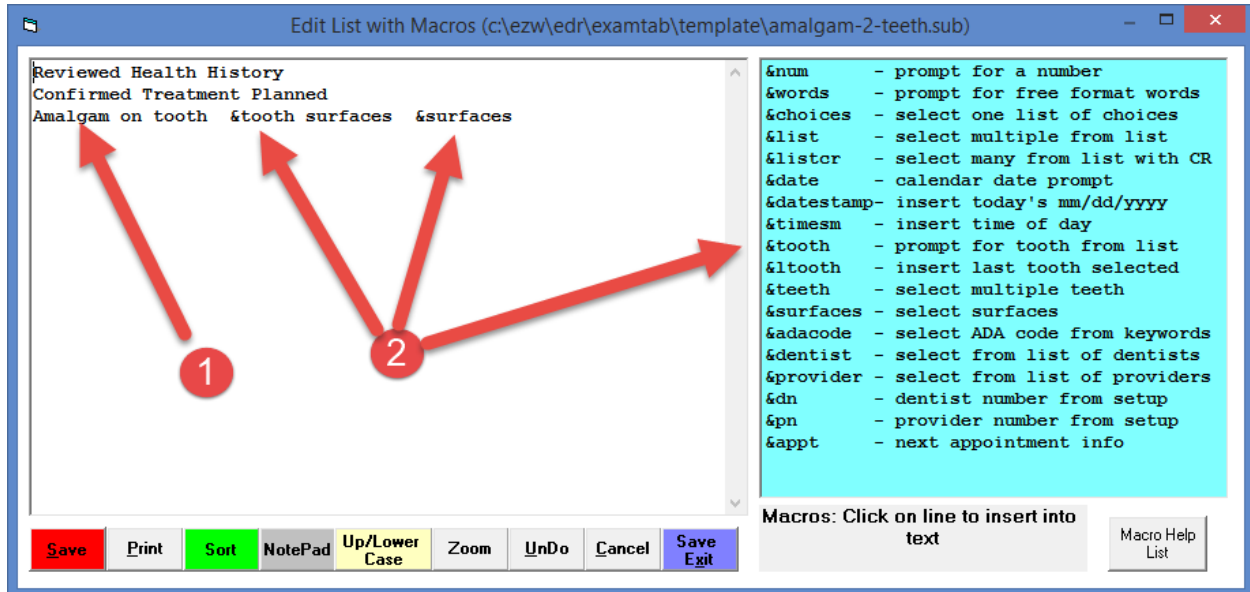 Edit List with Macros (c:\ezw\edr\examtab\template\amalgam-2-teeth.sub)
Reviewed Health History
Confirmed Treatment Planned
Amalgam on tooth  &tooth surfaces  &surfaces
1
2
&num - prompt for a number
&words - prompt for free format words
&choices - select one list of choices
&list - select multiple from list
&listcr - select many from list with CR
&date - calendar date prompt
&datestamp- insert today's mm/dd/yyyy
&timesm - insert time of day
&tooth - prompt for tooth from list
&ltooth - insert last tooth selected
&teeth - select multiple teeth
&surfaces - select surfaces
&adacode - select ADA code from keywords
&dentist - select from list of dentists
&provider - select from list of providers
&dn - dentist number from setup
&pn - provider number from setup
&appt - next appointment info
Save
Print
Sort
NotePad
Up/Lower
Case
Zoom
UnDo
Cancel
Save
Exit
Macros: Click on line to insert into
text
Macro Help
List